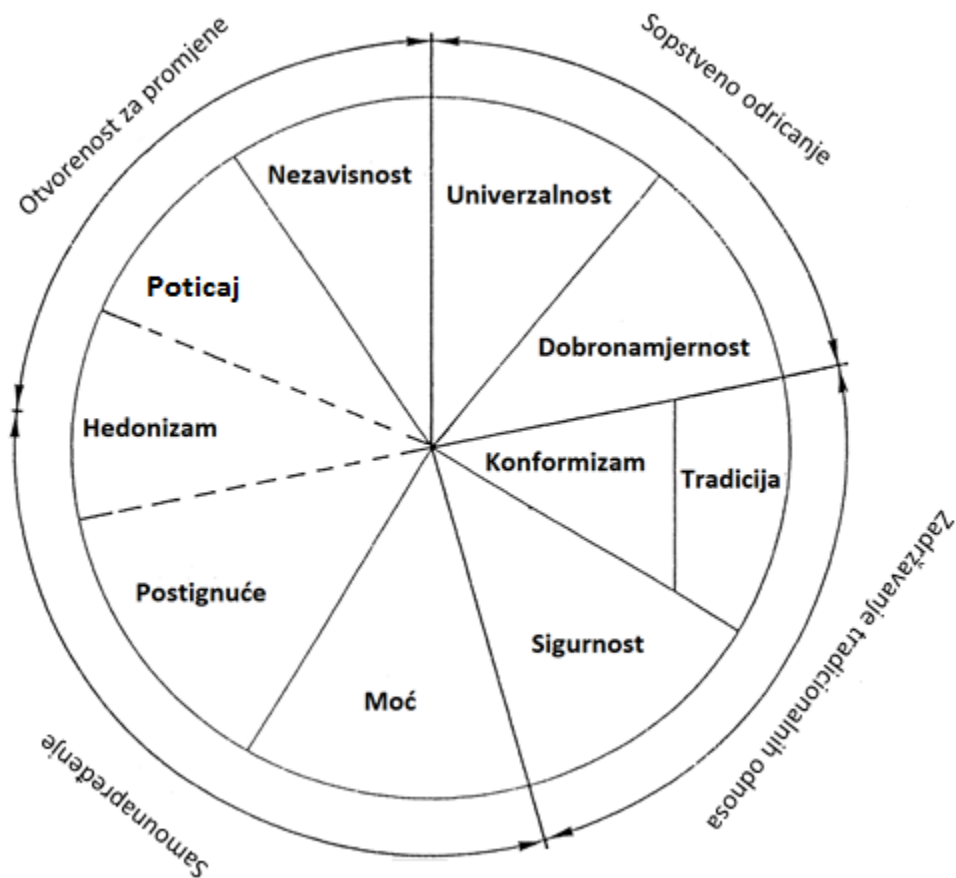 Otvorenost za promjene
Sopstveno odricanje
Nezavisnost
Univerzalnost
Poticaj
Dobronamjernost
Hedonizam
Konformizam
Tradicija
Postignuće
Sigurnost
Moć
Samounapređenje
Zadržavanje tradicionalnih odnosa